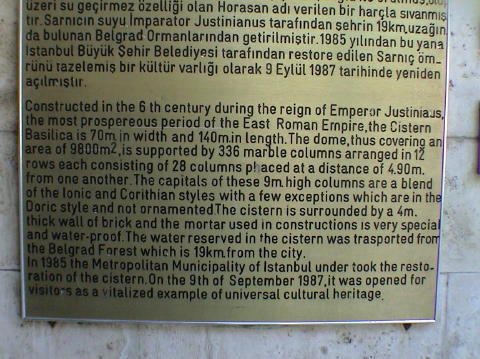 üzeri su geçirmez özelliği olan Horasan adı verilen bir harçla sıvanmış
tır. Sarnıcın suyu İmparator Justinianus tarafından şehrin 19km.uzağın
da bulunan Belgrad Ormanlarından getirilmiştir. 1985 yılından bu yana
Istanbul Büyük Şehir Belediyesi tarafından restore edilen Sarnıç öm-
rünü tazelemiş bir kültür varlığı olarak 9 Eylül 1987 tarihinde yeniden
açılmıştır.
Constructed in the 6 th century during the reign of Emperor Justiniaus,
the most prospereous period of the East Roman Empire,the Cistern
Basilica is 70m.in width and 140m.in length.The dome,thus covering an
area of 9800m2,is supported by 336 marble columns arranged in 12
rows each consisting of 28 columns placed at a distance of 4.90m.
from one another.The capitals of these 9m.high columns are a blend
of the Ionic and Corithian styles with a few exceptions which are in the
Doric style and not ornamented.The cistern is surrounded by a 4m.
thick wall of brick and the mortar used in constructions is very special
and water-proof.The water reserved in the cistern was trasported from
the Belgrad Forest which is 19km.from the city.
In 1985 the Metropolitan Municipality of Istanbul under took the resto-
ration of the cistern.On the 9th of September 1987,it was opened for
visitors as a vitalized example of universal cultural heritage.